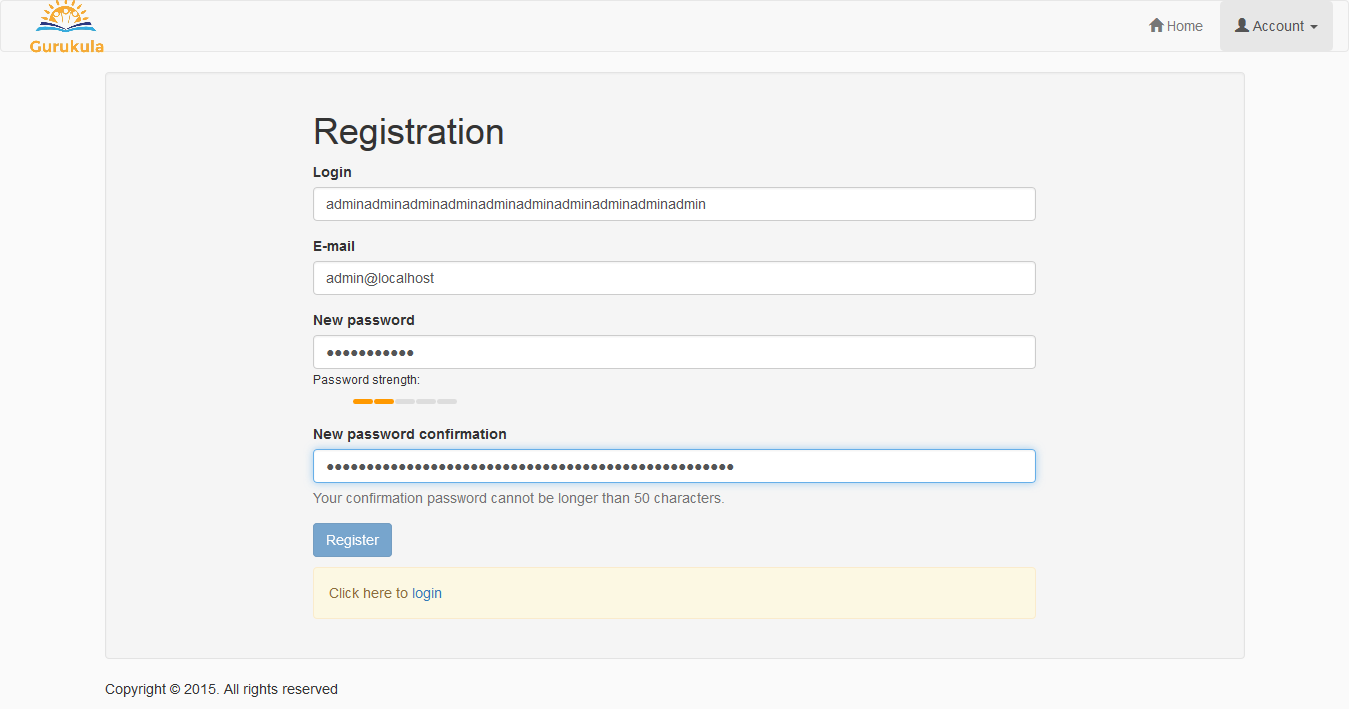 Gurukula
Home
Account
Registration
Login
adminadminadminadminadminadminadminadminadminadmin
E-mail
admin@localhost
New password
●●●●●●●●●●●
Password strength:
New password confirmation
●●●●●●●●●●●●●●●●●●●●●●●●●●●●●●●●●●●●●●●●●●●●●●●●●●●
Your confirmation password cannot be longer than 50 characters.
Register
Click here to login
Copyright © 2015. All rights reserved